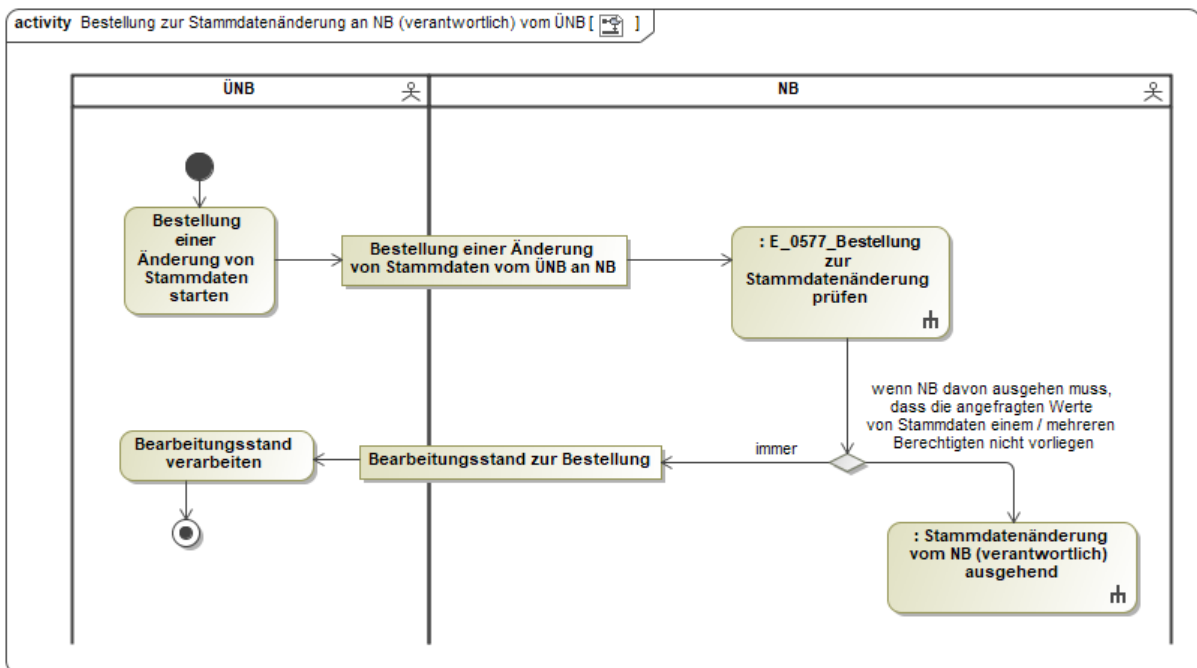 activity Bestellung zur Stammdatenänderung an NB (verantwortlich) vom ÜNB [ ]
ÜNB
NB
Bestellung
einer
Änderung von
Stammdaten
starten
Bestellung einer Änderung
von Stammdaten vom ÜNB an NB
: E_0577_Bestellung
zur
Stammdatenänderung
prüfen
wenn NB davon ausgehen muss,
dass die angefragten Werte
von Stammdaten einem / mehreren
Berechtigten nicht vorliegen
immer
Bearbeitungsstand zur Bestellung
Bearbeitungsstand
verarbeiten
: Stammdatenänderung
vom NB (verantwortlich)
ausgehend